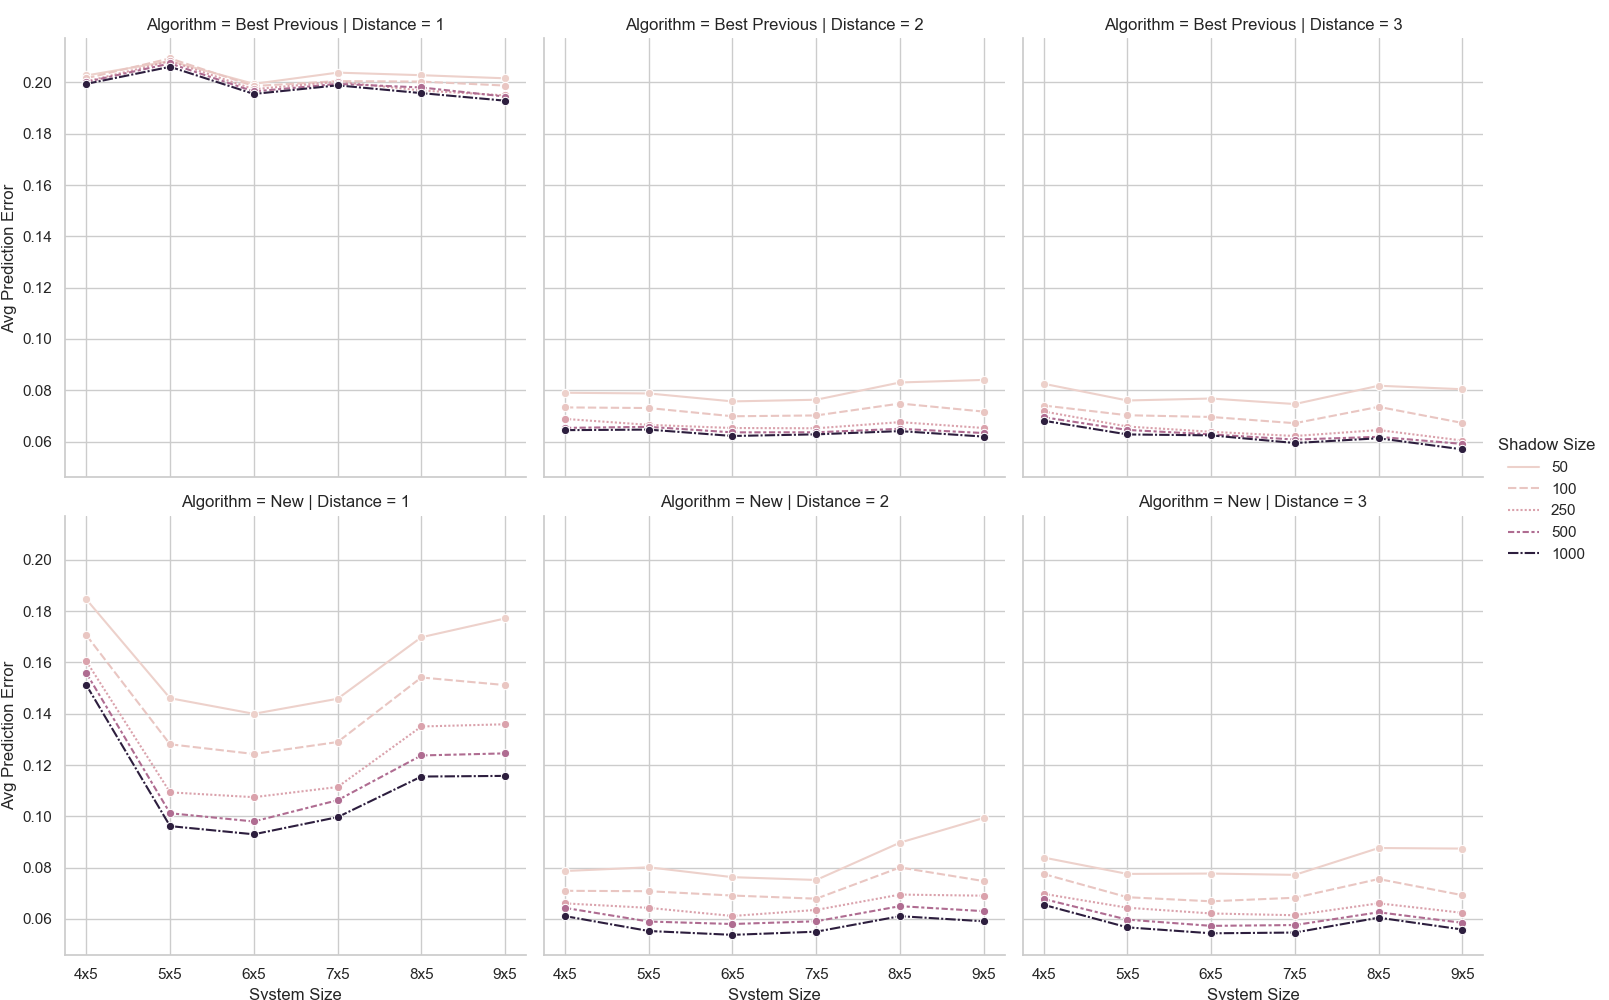 Algorithm = Best Previous | Distance = 1
Algorithm = Best Previous | Distance = 2
Algorithm = Best Previous | Distance = 3
0.20
0.18
0.16
0.14
0.12
0.10
0.08
0.06
Avg Prediction Error
Shadow Size
50
100
250
500
1000
Algorithm = New | Distance = 1
Algorithm = New | Distance = 2
Algorithm = New | Distance = 3
0.20
0.18
0.16
0.14
0.12
0.10
0.08
0.06
Avg Prediction Error
4x5 5x5 6x5 7x5 8x5 9x5
4x5 5x5 6x5 7x5 8x5 9x5
4x5 5x5 6x5 7x5 8x5 9x5
System Size
System Size
System Size